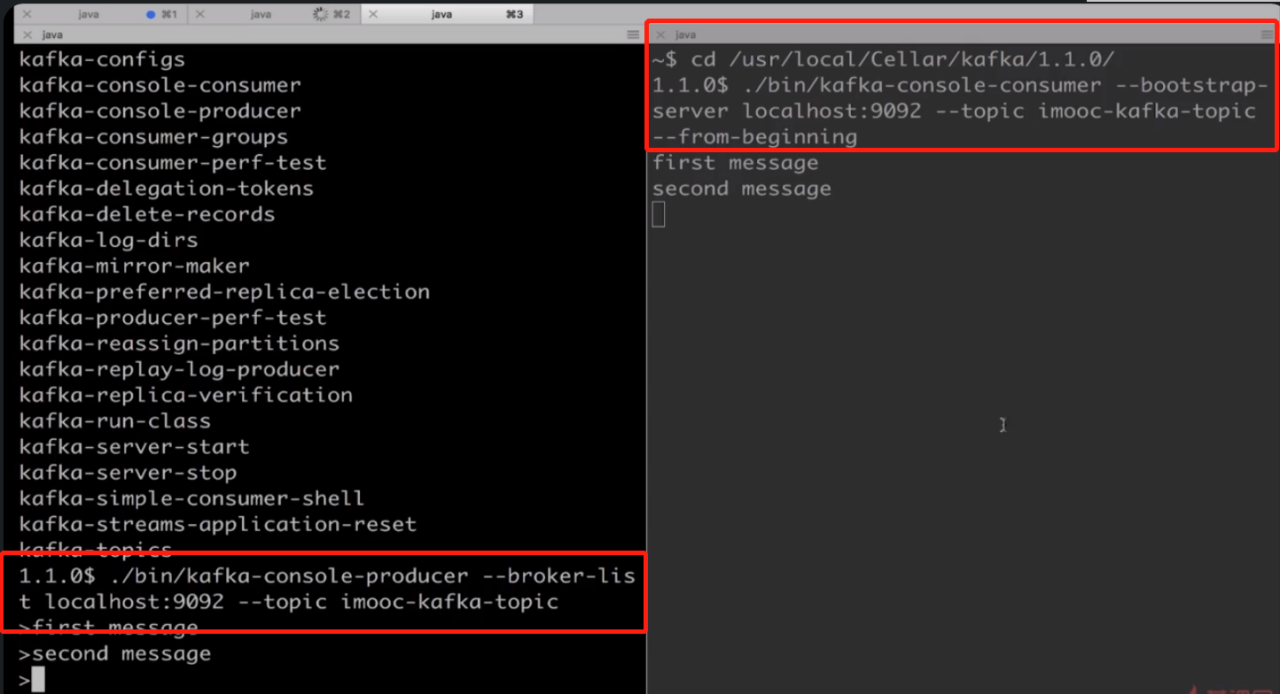 java ⌘1
java ⌘2
java ⌘3
java
kafka-configs
kafka-console-consumer
kafka-console-producer
kafka-consumer-groups
kafka-consumer-perf-test
kafka-delegation-tokens
kafka-delete-records
kafka-log-dirs
kafka-mirror-maker
kafka-preferred-replica-election
kafka-producer-perf-test
kafka-reassign-partitions
kafka-replay-log-producer
kafka-replica-verification
kafka-run-class
kafka-server-start
kafka-server-stop
kafka-simple-consumer-shell
kafka-streams-application-reset
kafka-topics
1.1.0$ ./bin/kafka-console-producer --broker-lis
t localhost:9092 --topic imooc-kafka-topic
>first message
>second message
>
java
~$ cd /usr/local/Cellar/kafka/1.1.0/
1.1.0$ ./bin/kafka-console-consumer --bootstrap-
server localhost:9092 --topic imooc-kafka-topic
--from-beginning
first message
second message